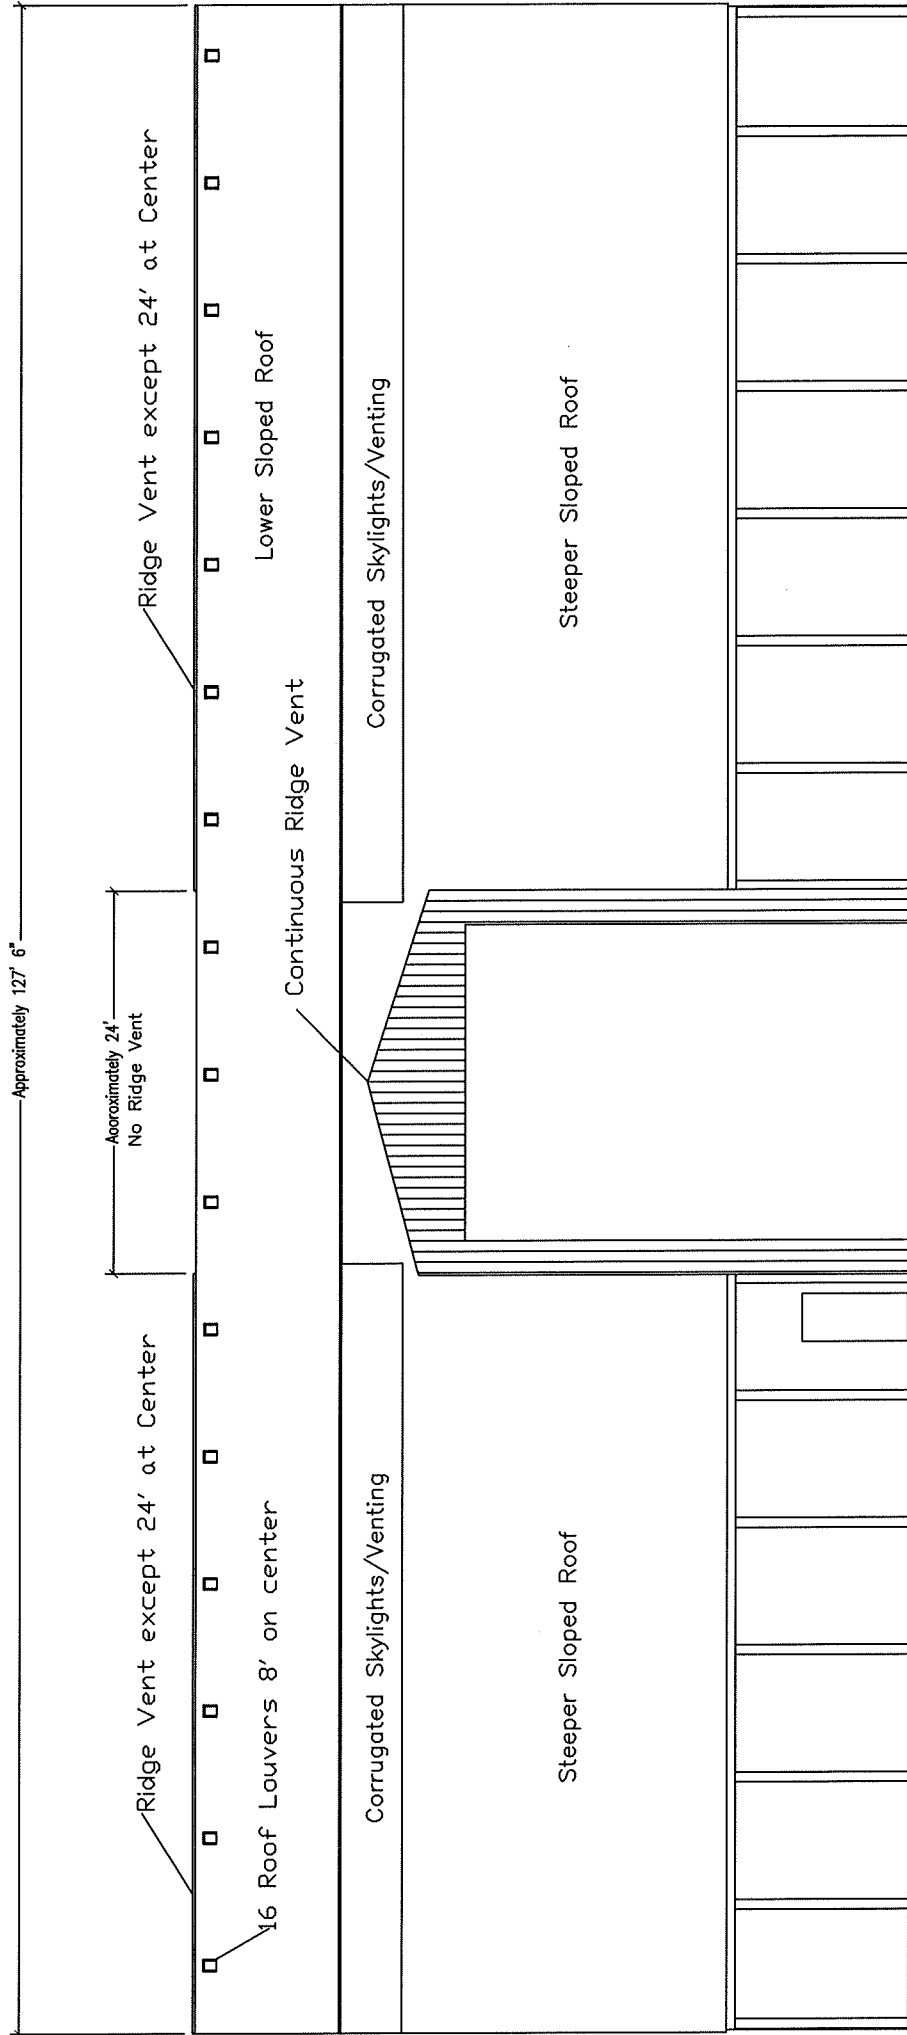 Approximately 127' 6"
Aooroximately 24'
No Ridge Vent
Ridge Vent except 24' at Center
Ridge Vent except 24' at Center
16 Roof Louvers 8' on center
Lower Sloped Roof
Continuous Ridge Vent
Corrugated Skylights/Venting
Corrugated Skylights/Venting
Steeper Sloped Roof
Steeper Sloped Roof